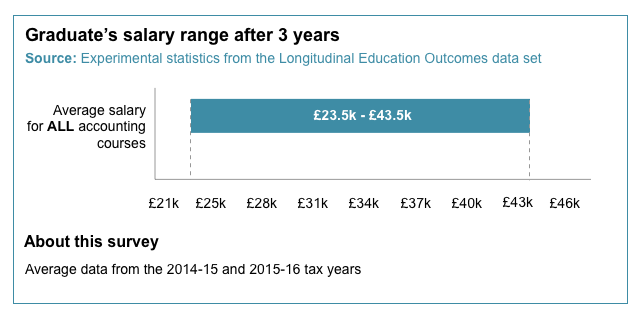 Graduate's salary range after 3 years
Source: Experimental statistics from the Longitudinal Education Outcomes data set
Average salary
for ALL accounting
courses
£23.5k - £43.5k
£21k £25k £28k £31k £34k £37k £40k £43k £46k
About this survey
Average data from the 2014-15 and 2015-16 tax years